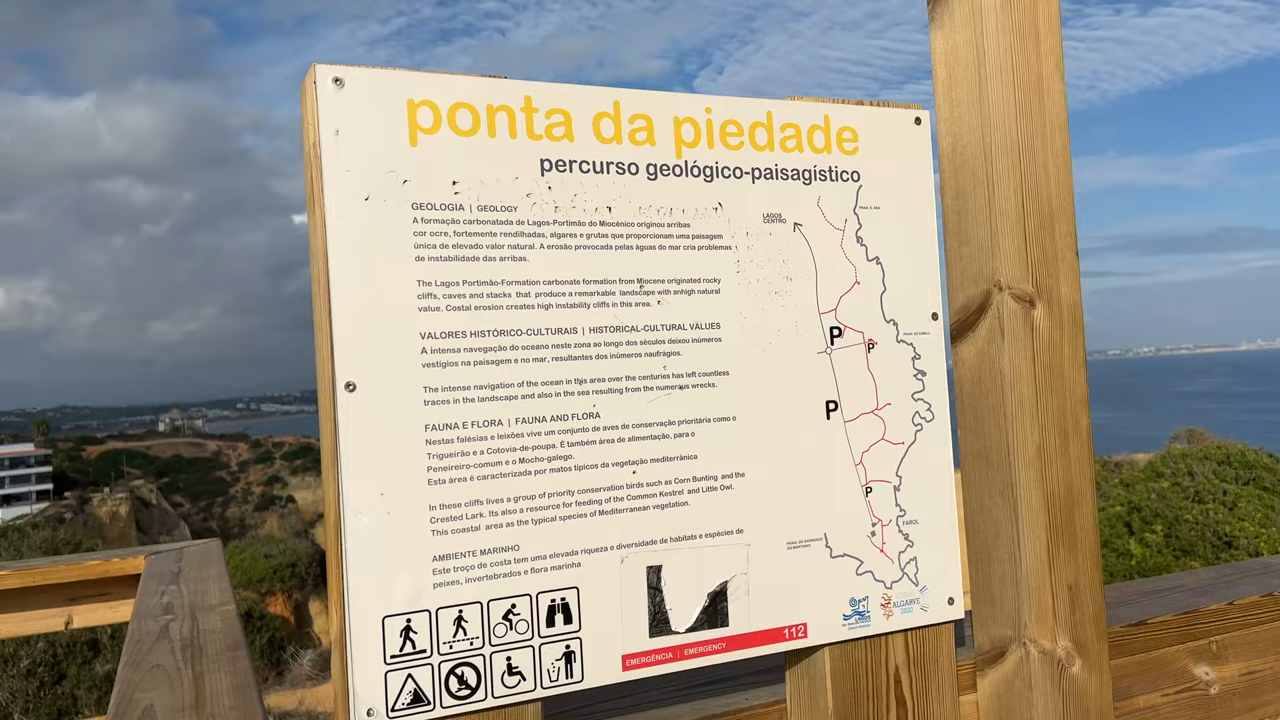 ponta da piedade
percurso geológico-paisagístico
GEOLOGIA | GEOLOGY
A formação carbonatada de Lagos-Portimão do Miocénico originou arribas
cor ocre, fortemente rendilhadas, algares e grutas que proporcionam uma paisagem
única de elevado valor natural. A erosão provocada pelas águas do mar cria problemas
de instabilidade das arribas.
The Lagos Portimão-Formation carbonate formation from Miocene originated rocky
cliffs, caves and stacks that produce a remarkable landscape with anhigh natural
value. Costal erosion creates high instability cliffs in this area.
VALORES HISTÓRICO-CULTURAIS | HISTORICAL-CULTURAL VALUES
A intensa navegação do oceano neste zona ao longo dos séculos deixou inúmeros
vestígios na paisagem e no mar, resultantes dos inúmeros naufrágios.
The intense navigation of the ocean in this area over the centuries has left countless
traces in the landscape and also in the sea resulting from the numeraus wrecks.
FAUNA E FLORA | FAUNA AND FLORA
Nestas falésias e leixões vive um conjunto de aves de conservação prioritária como o
Trigueirão e a Cotovia-de-poupa. É também área de alimentação, para o
Peneireiro-comum e o Mocho-galego.
Esta área é caracterizada por matos típicos da vegetação mediterrânica
In these cliffs lives a group of priority conservation birds such as Corn Bunting and the
Crested Lark. Its also a resource for feeding of the Common Kestrel and Little Owl.
This coastal area as the typical species of Mediterranean vegetation.
AMBIENTE MARINHO
Este troço de costa tem uma elevada riqueza e diversidade de habitats e espécies de
peixes, invertebrados e flora marinha
EMERGÊNCIA | EMERGENCY 112
LAGOS
CENTRO
PRAIA D. ANA
P
P
PRAIA DO CAMILO
P
P
FAROL
PRAIA DO BARRANCO
DO MARTINHO
LAGOS
ALGARVE
2020